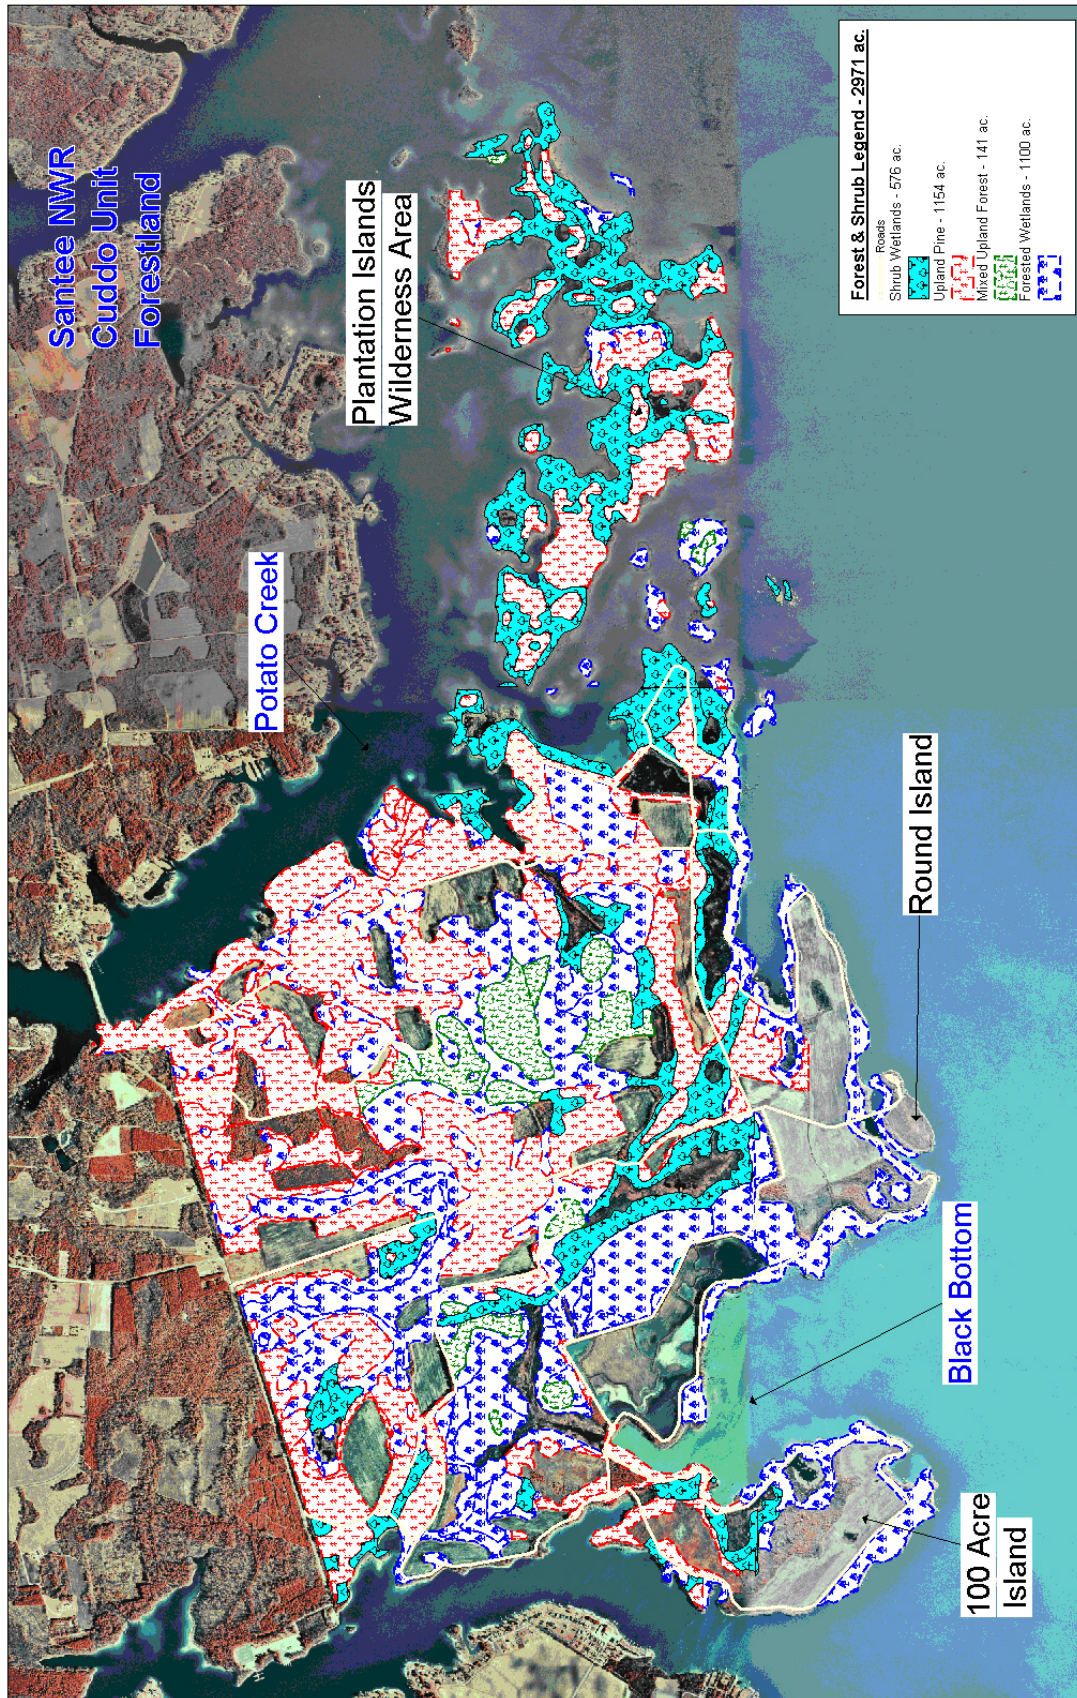 Santee NWR
Cuddo Unit
Forestland
Plantation Islands
Wilderness Area
Potato Creek
Round Island
Black Bottom
100 Acre
Island
Forest & Shrub Legend - 2971 ac.
Roads
Shrub Wetlands - 576 ac.
Upland Pine - 1154 ac.
Mixed Upland Forest - 141 ac.
Forested Wetlands - 1100 ac.